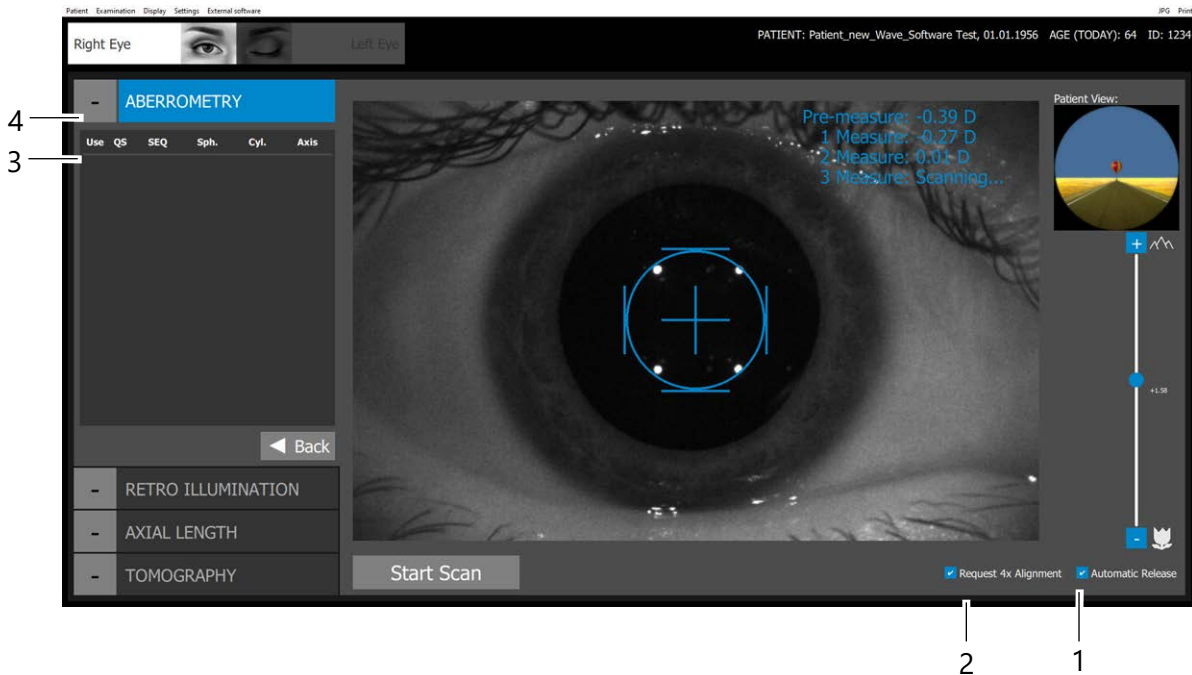 Patient Examination Display Settings External software JPG Print
Right Eye Left Eye PATIENT: Patient_new_Wave_Software Test, 01.01.1956 AGE (TODAY): 64 ID: 1234
- ABERROMETRY
4
Use QS SEQ Sph. Cyl. Axis
3
Pre-measure: -0.39 D
1 Measure: -0.27 D
2 Measure: 0.01 D
3 Measure: Scanning...
Patient View:
+
+1.58
-
Back
- RETRO ILLUMINATION
- AXIAL LENGTH
- TOMOGRAPHY
Start Scan
Request 4x Alignment Automatic Release
2 1